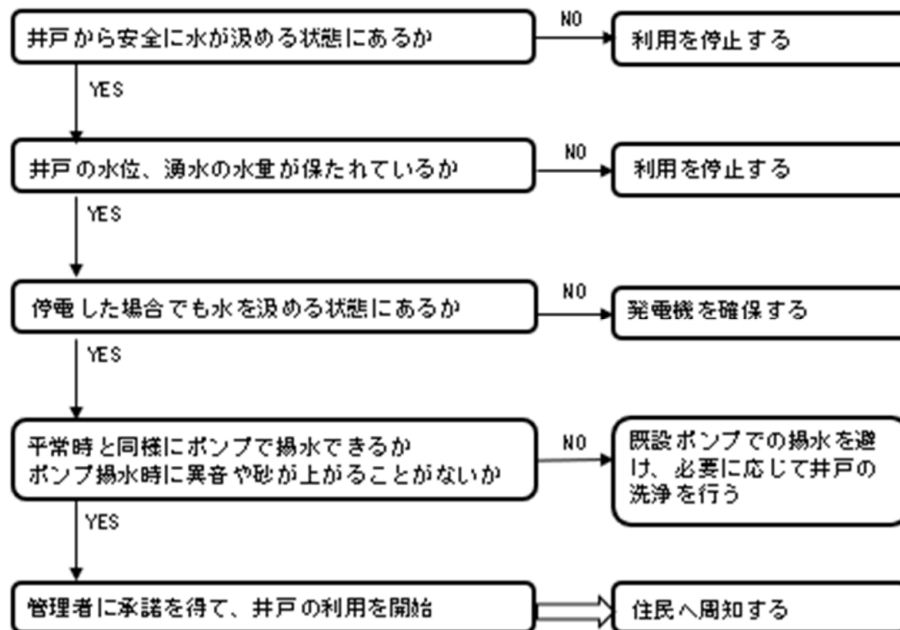 井戸から安全に水が汲める状態にあるか
NO
利用を停止する
YES
井戸の水位、湧水の水量が保たれているか
NO
利用を停止する
YES
停電した場合でも水を汲める状態にあるか
NO
発電機を確保する
YES
平常時と同様にポンプで揚水できるか
ポンプ揚水時に異音や砂が上がることがないか
NO
既設ポンプでの揚水を避
け、必要に応じて井戸の
洗浄を行う
YES
管理者に承諾を得て、井戸の利用を開始
住民へ周知する